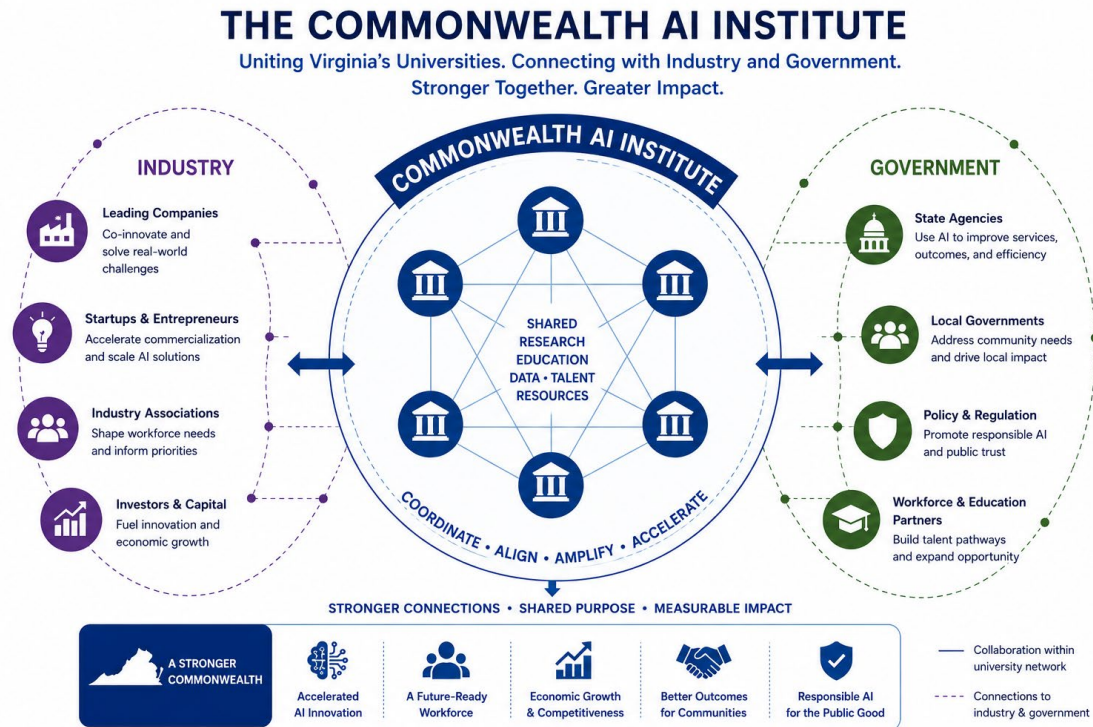 THE COMMONWEALTH AI INSTITUTE
Uniting Virginia's Universities. Connecting with Industry and Government.
Stronger Together. Greater Impact.
COMMONWEALTH AI INSTITUTE
INDUSTRY
Leading Companies
Co-innovate and
solve real-world
challenges
Startups & Entrepreneurs
Accelerate commercialization
and scale AI solutions
Industry Associations
Shape workforce needs
and inform priorities
Investors & Capital
Fuel innovation and
economic growth
SHARED
RESEARCH
EDUCATION
DATA • TALENT
RESOURCES
COORDINATE • ALIGN • AMPLIFY • ACCELERATE
GOVERNMENT
State Agencies
Use AI to improve services,
outcomes, and efficiency
Local Governments
Address community needs
and drive local impact
Policy & Regulation
Promote responsible AI
and public trust
Workforce & Education
Partners
Build talent pathways
and expand opportunity
STRONGER CONNECTIONS • SHARED PURPOSE • MEASURABLE IMPACT
A STRONGER
COMMONWEALTH
Accelerated
AI Innovation
A Future-Ready
Workforce
Economic Growth
& Competitiveness
Better Outcomes
for Communities
Responsible AI
for the Public Good
Collaboration within
university network
Connections to
industry & government